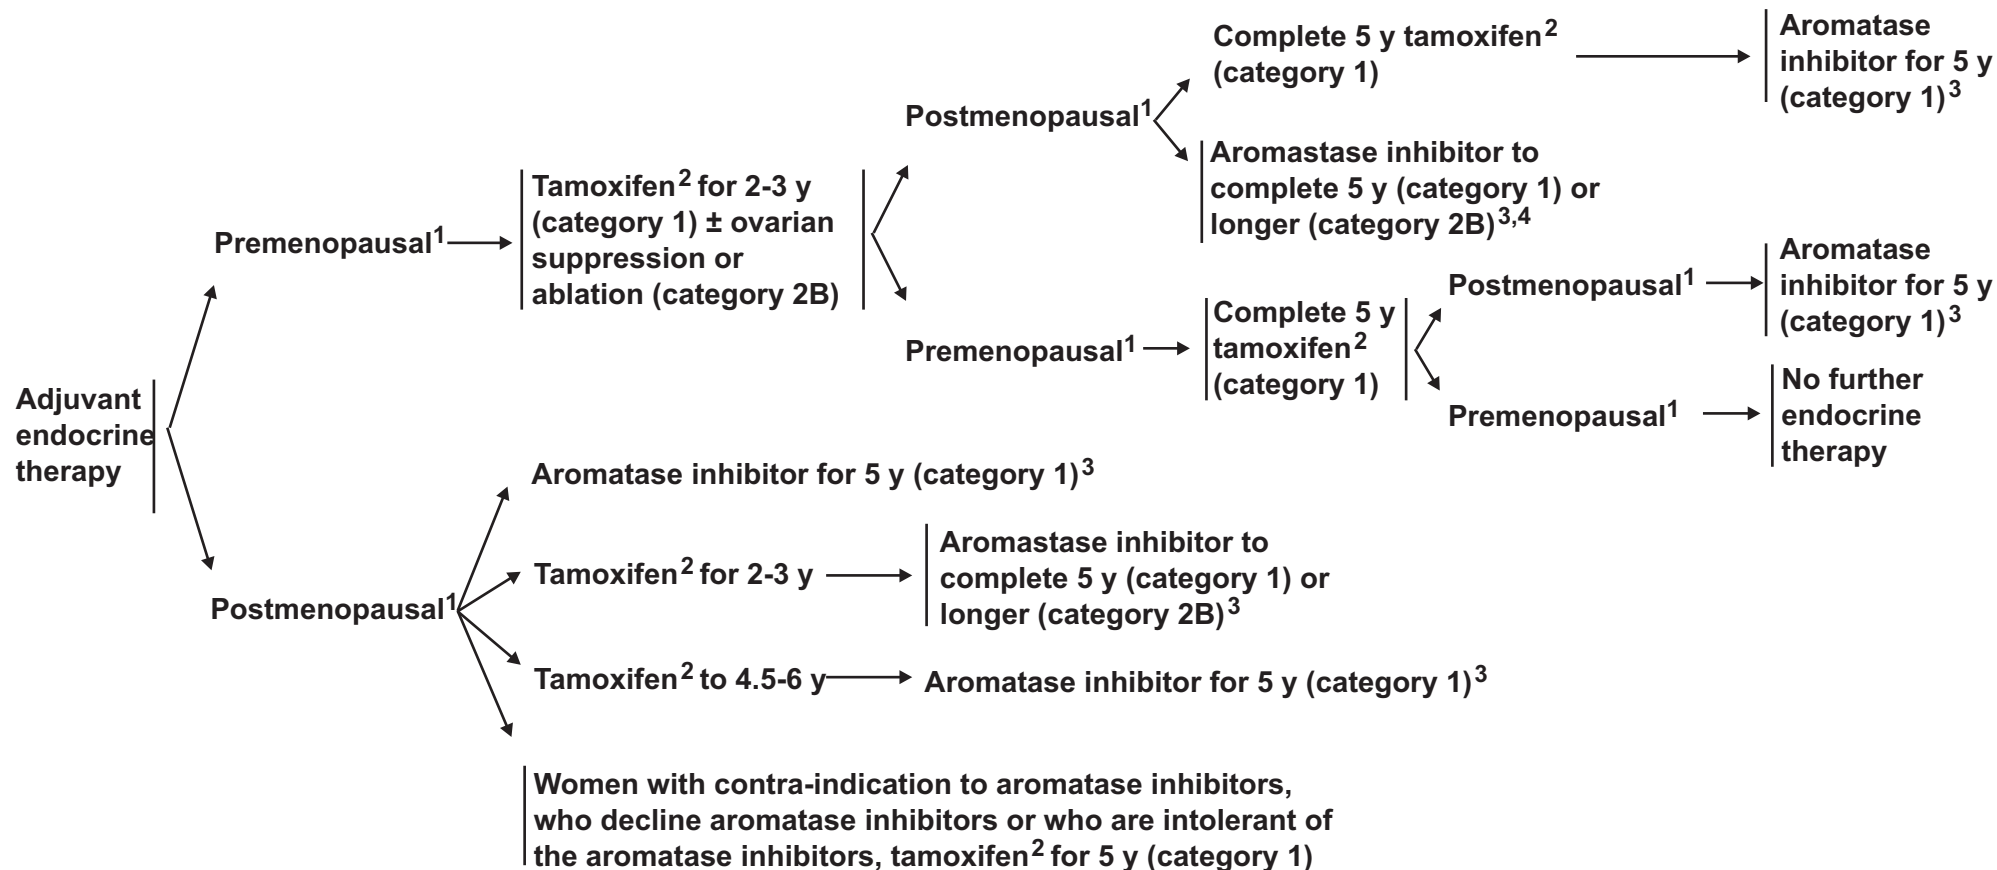 Adjuvant
endocrine
therapy
Premenopausal1
Tamoxifen2 for 2-3 y
(category 1) ± ovarian
suppression or
ablation (category 2B)
Postmenopausal1
Complete 5 y tamoxifen2
(category 1)
Aromatase
inhibitor for 5 y
(category 1)3
Aromastase inhibitor to
complete 5 y (category 1) or
longer (category 2B)3,4
Premenopausal1
Complete 5 y
tamoxifen2
(category 1)
Postmenopausal1
Aromatase
inhibitor for 5 y
(category 1)3
Premenopausal1
No further
endocrine
therapy
Postmenopausal1
Aromatase inhibitor for 5 y (category 1)3
Tamoxifen2 for 2-3 y
Aromastase inhibitor to
complete 5 y (category 1) or
longer (category 2B)3
Tamoxifen2 to 4.5-6 y
Aromatase inhibitor for 5 y (category 1)3
Women with contra-indication to aromatase inhibitors,
who decline aromatase inhibitors or who are intolerant of
the aromatase inhibitors, tamoxifen2 for 5 y (category 1)